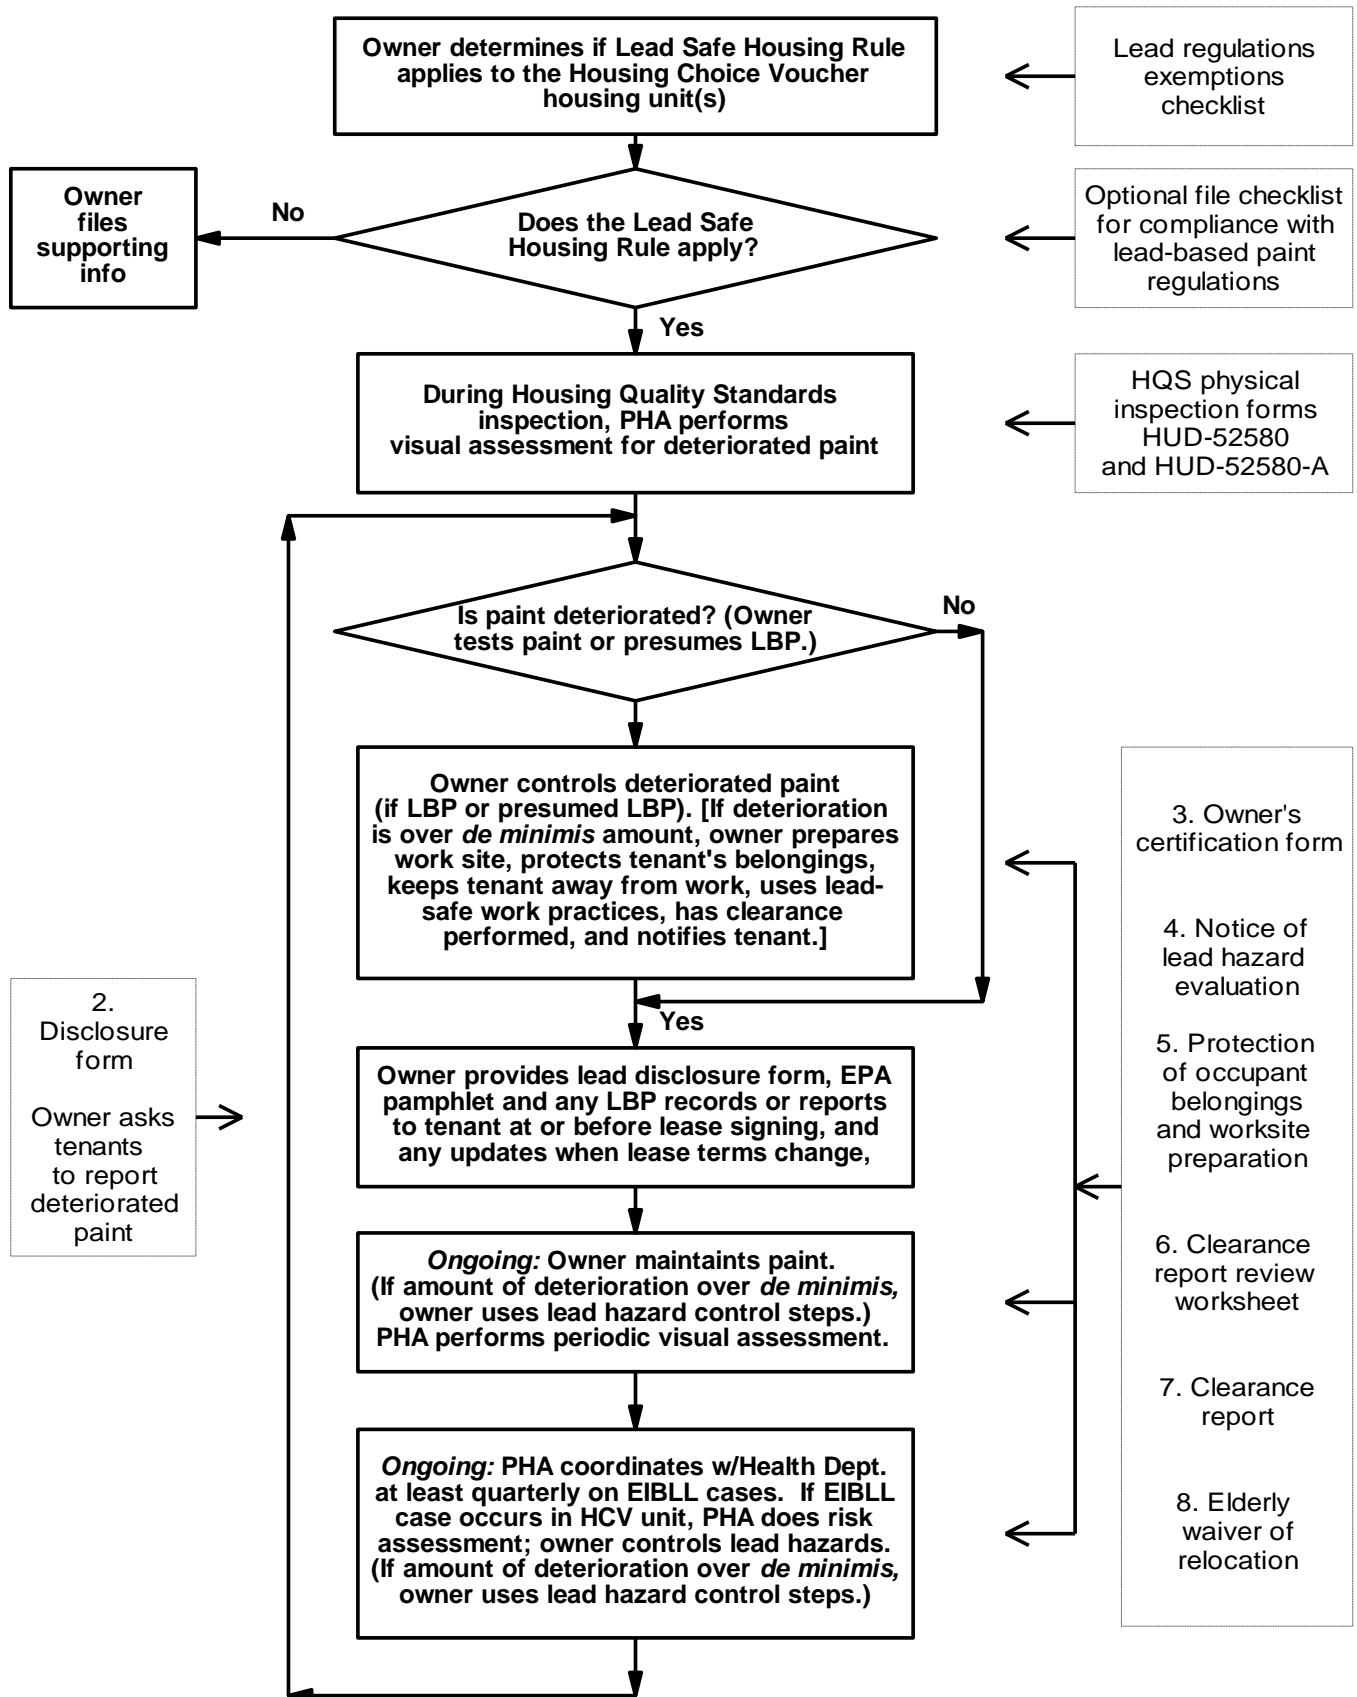 Owner determines if Lead Safe Housing Rule
applies to the Housing Choice Voucher
housing unit(s)
Lead regulations
exemptions
checklist
Owner
files
supporting
info
No
Does the Lead Safe
Housing Rule apply?
Optional file checklist
for compliance with
lead-based paint
regulations
Yes
During Housing Quality Standards
inspection, PHA performs
visual assessment for deteriorated paint
HQS physical
inspection forms
HUD-52580
and HUD-52580-A
Is paint deteriorated? (Owner
tests paint or presumes LBP.)
No
Owner controls deteriorated paint
(if LBP or presumed LBP). [If deterioration
is over de minimis amount, owner prepares
work site, protects tenant's belongings,
keeps tenant away from work, uses lead-
safe work practices, has clearance
performed, and notifies tenant.]
Yes
2.
Disclosure
form
Owner asks
tenants
to report
deteriorated
paint
Owner provides lead disclosure form, EPA
pamphlet and any LBP records or reports
to tenant at or before lease signing, and
any updates when lease terms change,
Ongoing: Owner maintains paint.
(If amount of deterioration over de minimis,
owner uses lead hazard control steps.)
PHA performs periodic visual assessment.
Ongoing: PHA coordinates w/Health Dept.
at least quarterly on EIBLL cases.  If EIBLL
case occurs in HCV unit, PHA does risk
assessment; owner controls lead hazards.
(If amount of deterioration over de minimis,
owner uses lead hazard control steps.)
3. Owner's
certification form
4. Notice of
lead hazard
evaluation
5. Protection
of occupant
belongings
and worksite
preparation
6. Clearance
report review
worksheet
7. Clearance
report
8. Elderly
waiver of
relocation